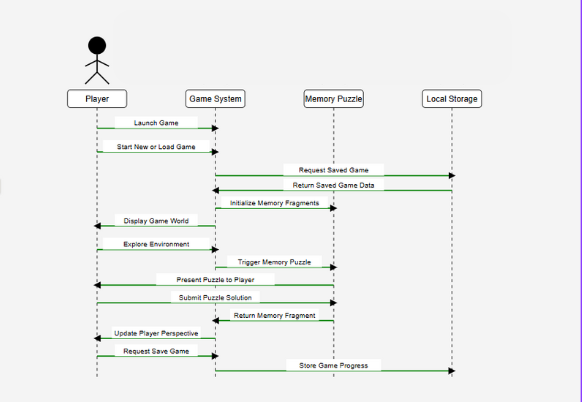 Player
Game System
Memory Puzzle
Local Storage
Launch Game
Start New or Load Game
Request Saved Game
Return Saved Game Data
Initialize Memory Fragments
Display Game World
Explore Environment
Trigger Memory Puzzle
Present Puzzle to Player
Submit Puzzle Solution
Return Memory Fragment
Update Player Perspective
Request Save Game
Store Game Progress